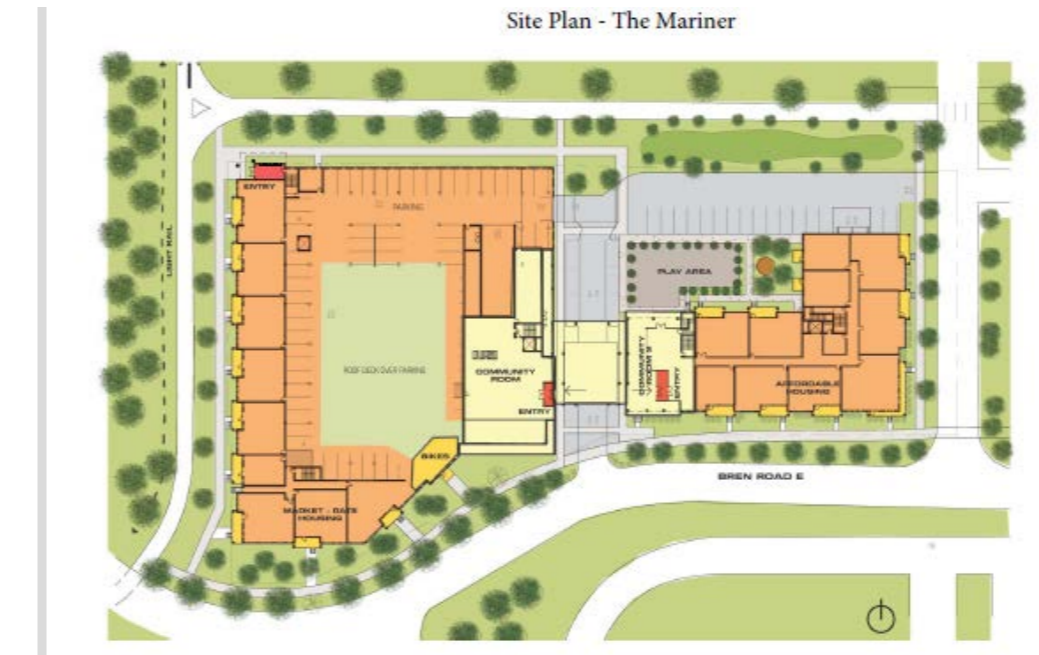 Site Plan - The Mariner
ENTRY
PARKING
LIGHT RAIL
PLAY AREA
ROOF DECK OVER PARKING
COMMUNITY
ROOM
ENTRY
COMMUNITY
ROOM
ENTRY
AFFORDABLE
HOUSING
BIKES
BREN ROAD E
MARKET - RATE
HOUSING